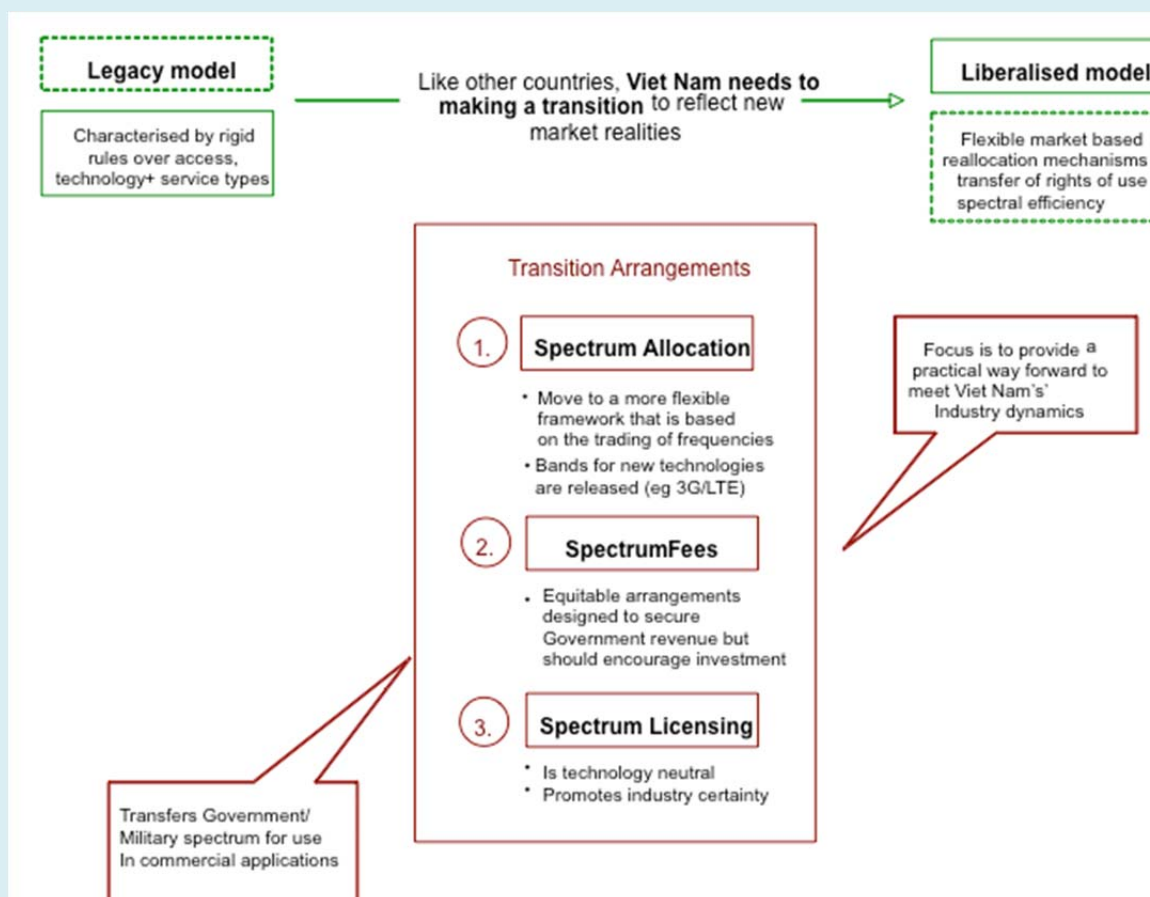 Legacy model
Characterised by rigid
rules over access,
technology+ service types
Like other countries, Viet Nam needs to
making a transition to reflect new
market realities
Liberalised model
Flexible market based
reallocation mechanisms
transfer of rights of use
spectral efficiency
Transition Arrangements
1.
Spectrum Allocation
• Move to a more flexible
framework that is based
on the trading of frequencies
• Bands for new technologies
are released (eg 3G/LTE)
2.
SpectrumFees
• Equitable arrangements
designed to secure
Government revenue but
should encourage investment
3.
Spectrum Licensing
• Is technology neutral
• Promotes industry certainty
Focus is to provide a
practical way forward to
meet Viet Nam's'
Industry dynamics
Transfers Government/
Military spectrum for use
In commercial applications